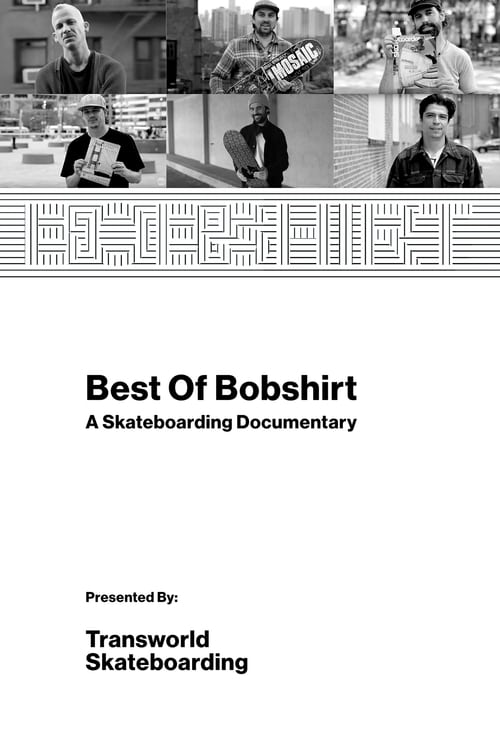 MOSAIC
Best Of Bobshirt
A Skateboarding Documentary
Presented By:
Transworld
Skateboarding